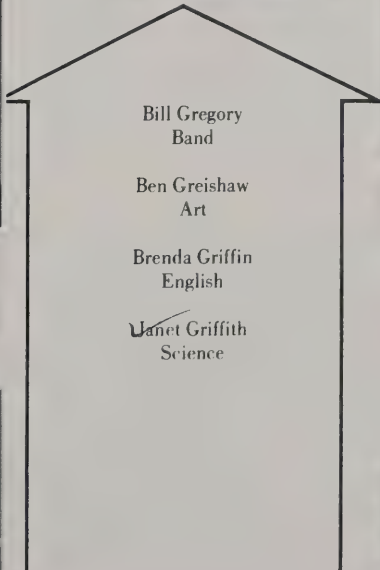 Bill Gregory
Band
Ben Greishaw
Art
Brenda Griffin
English
Janet Griffith
Science